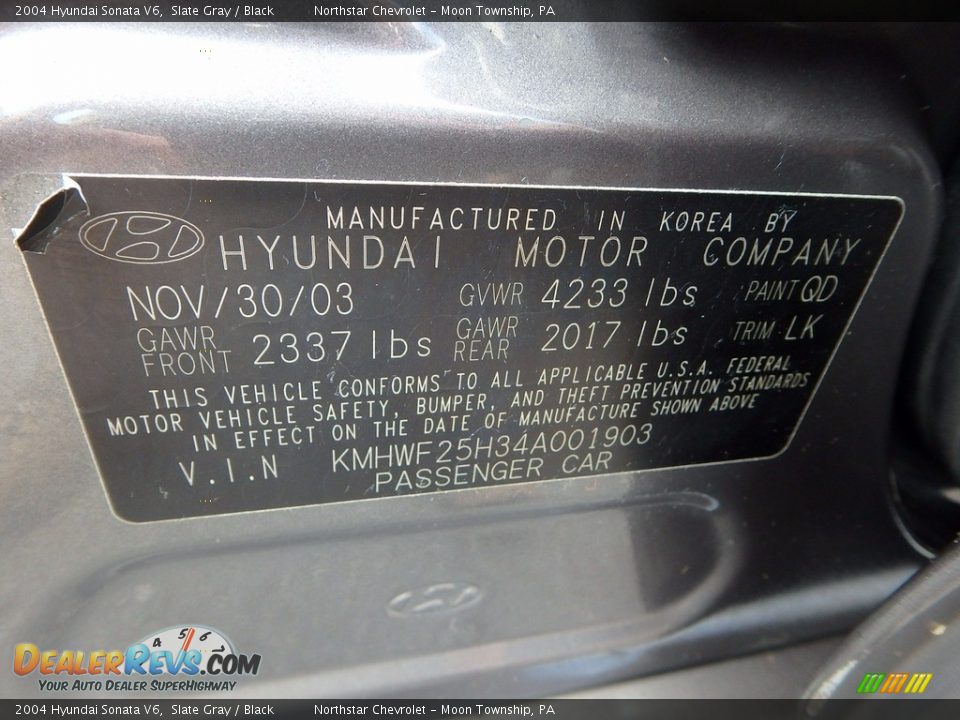 2004 Hyundai Sonata V6, Slate Gray / Black Northstar Chevrolet - Moon Township, PA
MANUFACTURED IN KOREA BY
HYUNDAI MOTOR COMPANY
NOV/30/03 GVWR 4233 lbs PAINT QD
GAWR FRONT 2337 lbs GAWR REAR 2017 lbs TRIM LK
THIS VEHICLE CONFORMS TO ALL APPLICABLE U.S.A. FEDERAL
MOTOR VEHICLE SAFETY, BUMPER, AND THEFT PREVENTION STANDARDS
IN EFFECT ON THE DATE OF MANUFACTURE SHOWN ABOVE
V.I.N KMHWF25H34A001903
PASSENGER CAR
4 5 6
DEALERREVS.COM
YOUR AUTO DEALER SUPERHIGHWAY
2004 Hyundai Sonata V6, Slate Gray / Black Northstar Chevrolet - Moon Township, PA